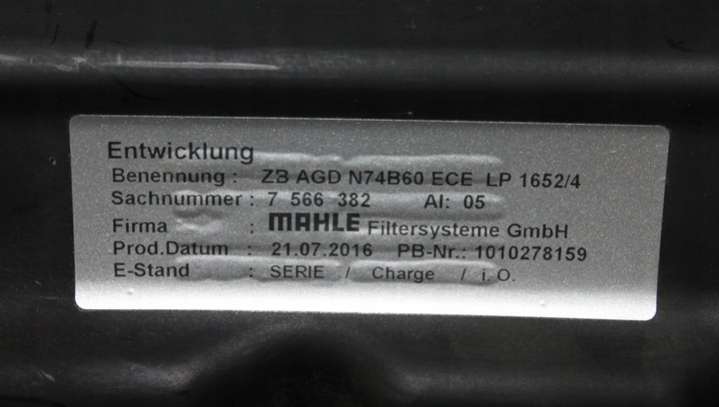 Entwicklung
Benennung : ZB AGD N74B60 ECE LP 1652/4
Sachnummer : 7 566 382 AI: 05
Firma : MAHLE Filtersysteme GmbH
Prod.Datum : 21.07.2016 PB-Nr.: 1010278159
E-Stand : SERIE / Charge / i.O.